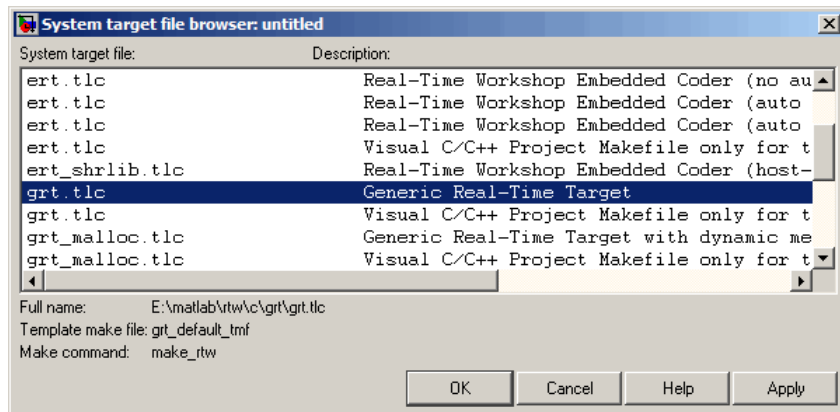 System target file browser: untitled
System target file: Description:
ert.tlc Real-Time Workshop Embedded Coder (no au
ert.tlc Real-Time Workshop Embedded Coder (auto
ert.tlc Real-Time Workshop Embedded Coder (auto
ert.tlc Visual C/C++ Project Makefile only for t
ert_shrlib.tlc Real-Time Workshop Embedded Coder (host-
grt.tlc Generic Real-Time Target
grt.tlc Visual C/C++ Project Makefile only for t
grt_malloc.tlc Generic Real-Time Target with dynamic me
grt_malloc.tlc Visual C/C++ Project Makefile only for t
Full name: E:\matlab\rtw\c\grt\grt.tlc
Template make file: grt_default_tmf
Make command: make_rtw
OK Cancel Help Apply